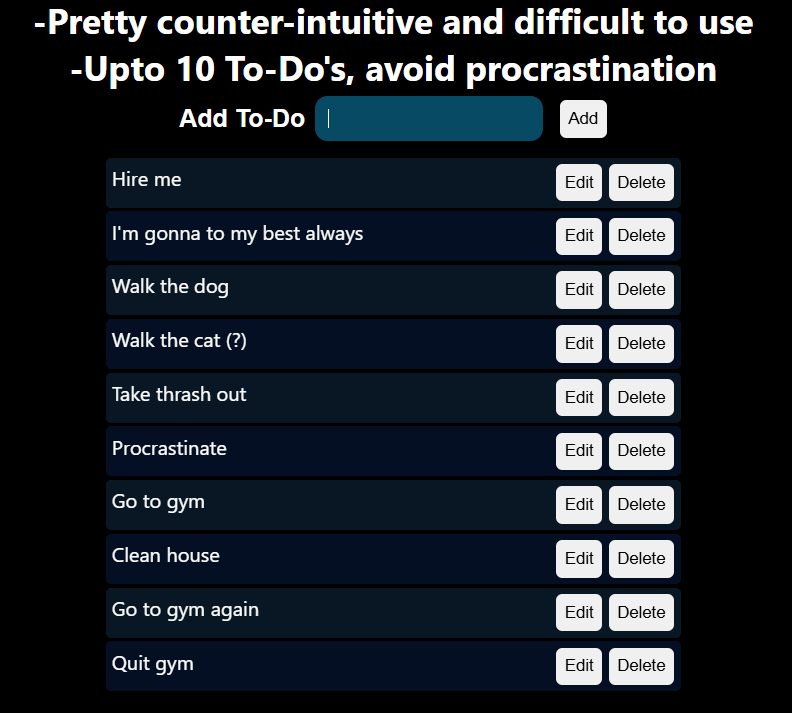 -Pretty counter-intuitive and difficult to use
-Upto 10 To-Do's, avoid procrastination
Add To-Do Add
Hire me Edit Delete
I'm gonna to my best always Edit Delete
Walk the dog Edit Delete
Walk the cat (?) Edit Delete
Take thrash out Edit Delete
Procrastinate Edit Delete
Go to gym Edit Delete
Clean house Edit Delete
Go to gym again Edit Delete
Quit gym Edit Delete